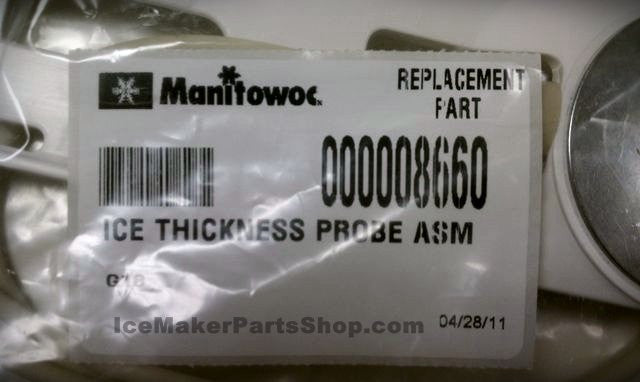 Manitowoc
REPLACEMENT
PART
000008660
ICE THICKNESS PROBE ASM
IceMakerPartsShop.com
04/28/11